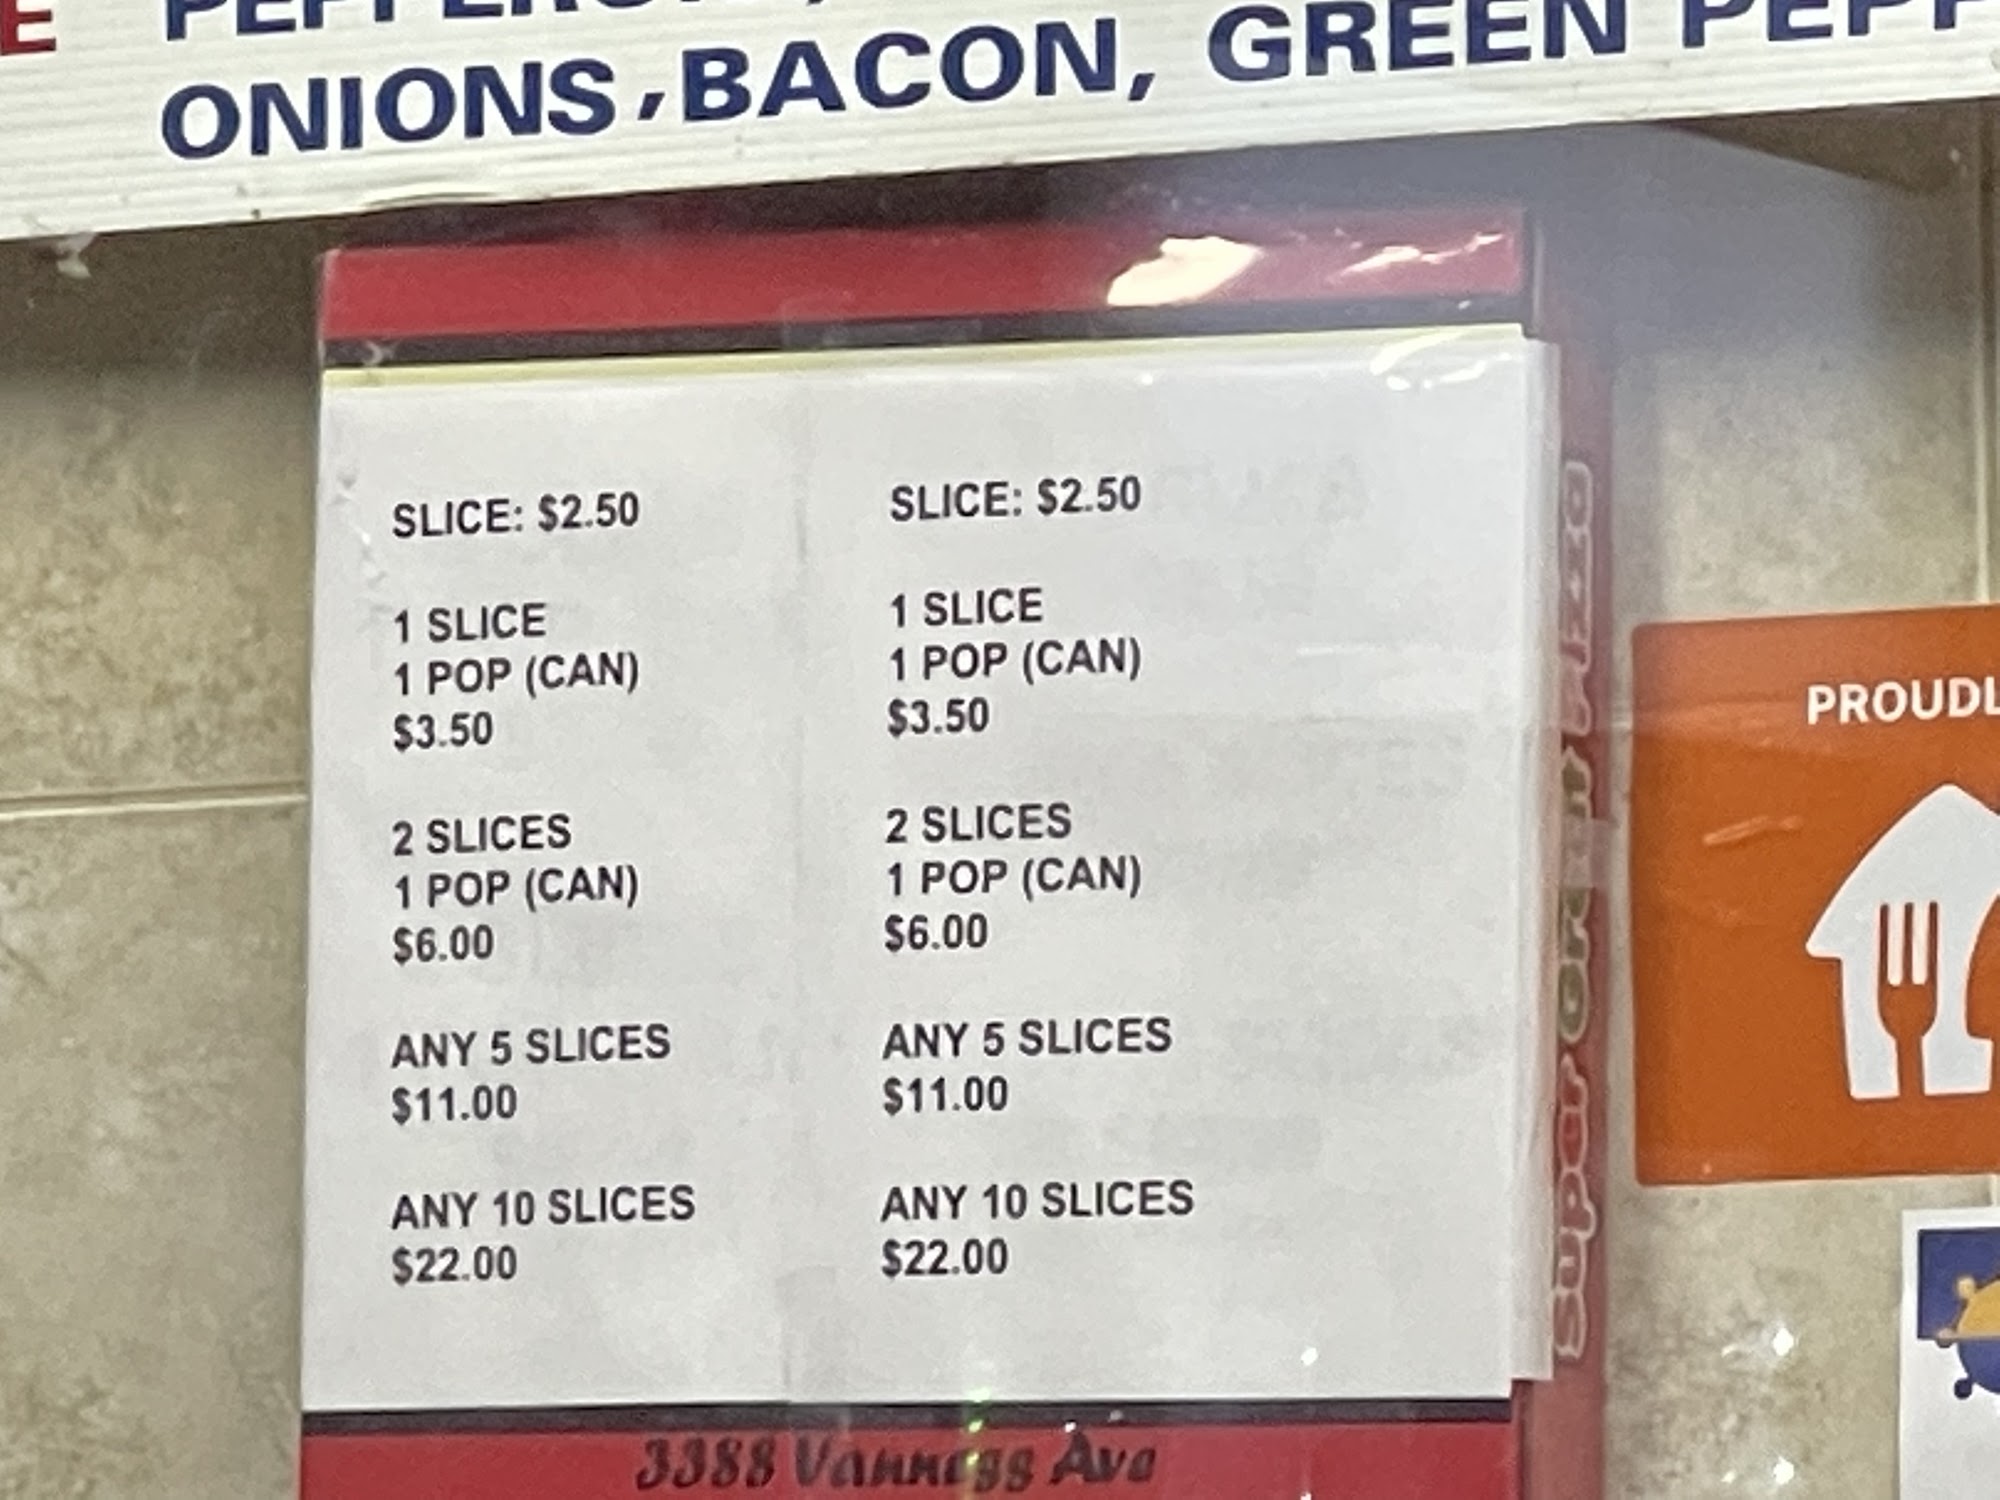 E
ONIONS, BACON, GREEN PEPP
SLICE: $2.50
1 SLICE
1 POP (CAN)
$3.50
2 SLICES
1 POP (CAN)
$6.00
ANY 5 SLICES
$11.00
ANY 10 SLICES
$22.00
SLICE: $2.50
1 SLICE
1 POP (CAN)
$3.50
2 SLICES
1 POP (CAN)
$6.00
ANY 5 SLICES
$11.00
ANY 10 SLICES
$22.00
3388 Vanness Ave
PROUDL